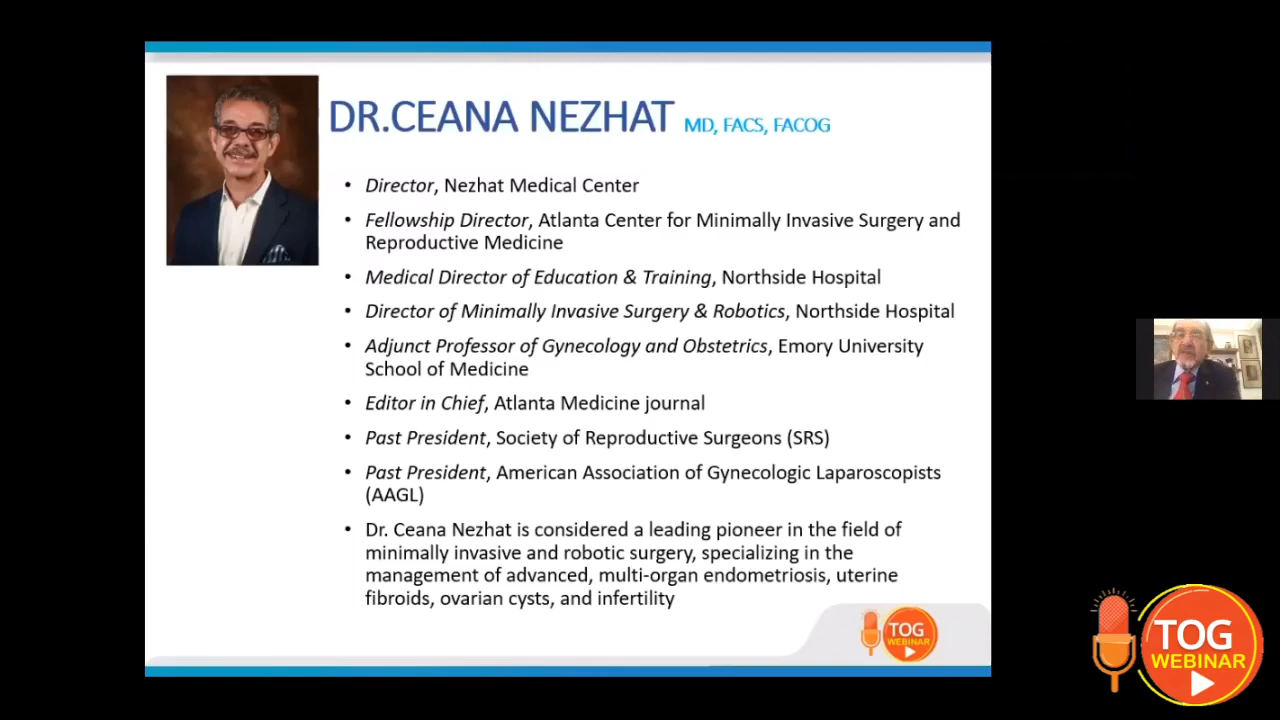 DR.CEANA NEZHAT MD, FACS, FACOG
• Director, Nezhat Medical Center
• Fellowship Director, Atlanta Center for Minimally Invasive Surgery and
Reproductive Medicine
• Medical Director of Education & Training, Northside Hospital
• Director of Minimally Invasive Surgery & Robotics, Northside Hospital
• Adjunct Professor of Gynecology and Obstetrics, Emory University
School of Medicine
• Editor in Chief, Atlanta Medicine journal
• Past President, Society of Reproductive Surgeons (SRS)
• Past President, American Association of Gynecologic Laparoscopists
(AAGL)
• Dr. Ceana Nezhat is considered a leading pioneer in the field of
minimally invasive and robotic surgery, specializing in the
management of advanced, multi-organ endometriosis, uterine
fibroids, ovarian cysts, and infertility
TOG
WEBINAR
TOG
WEBINAR